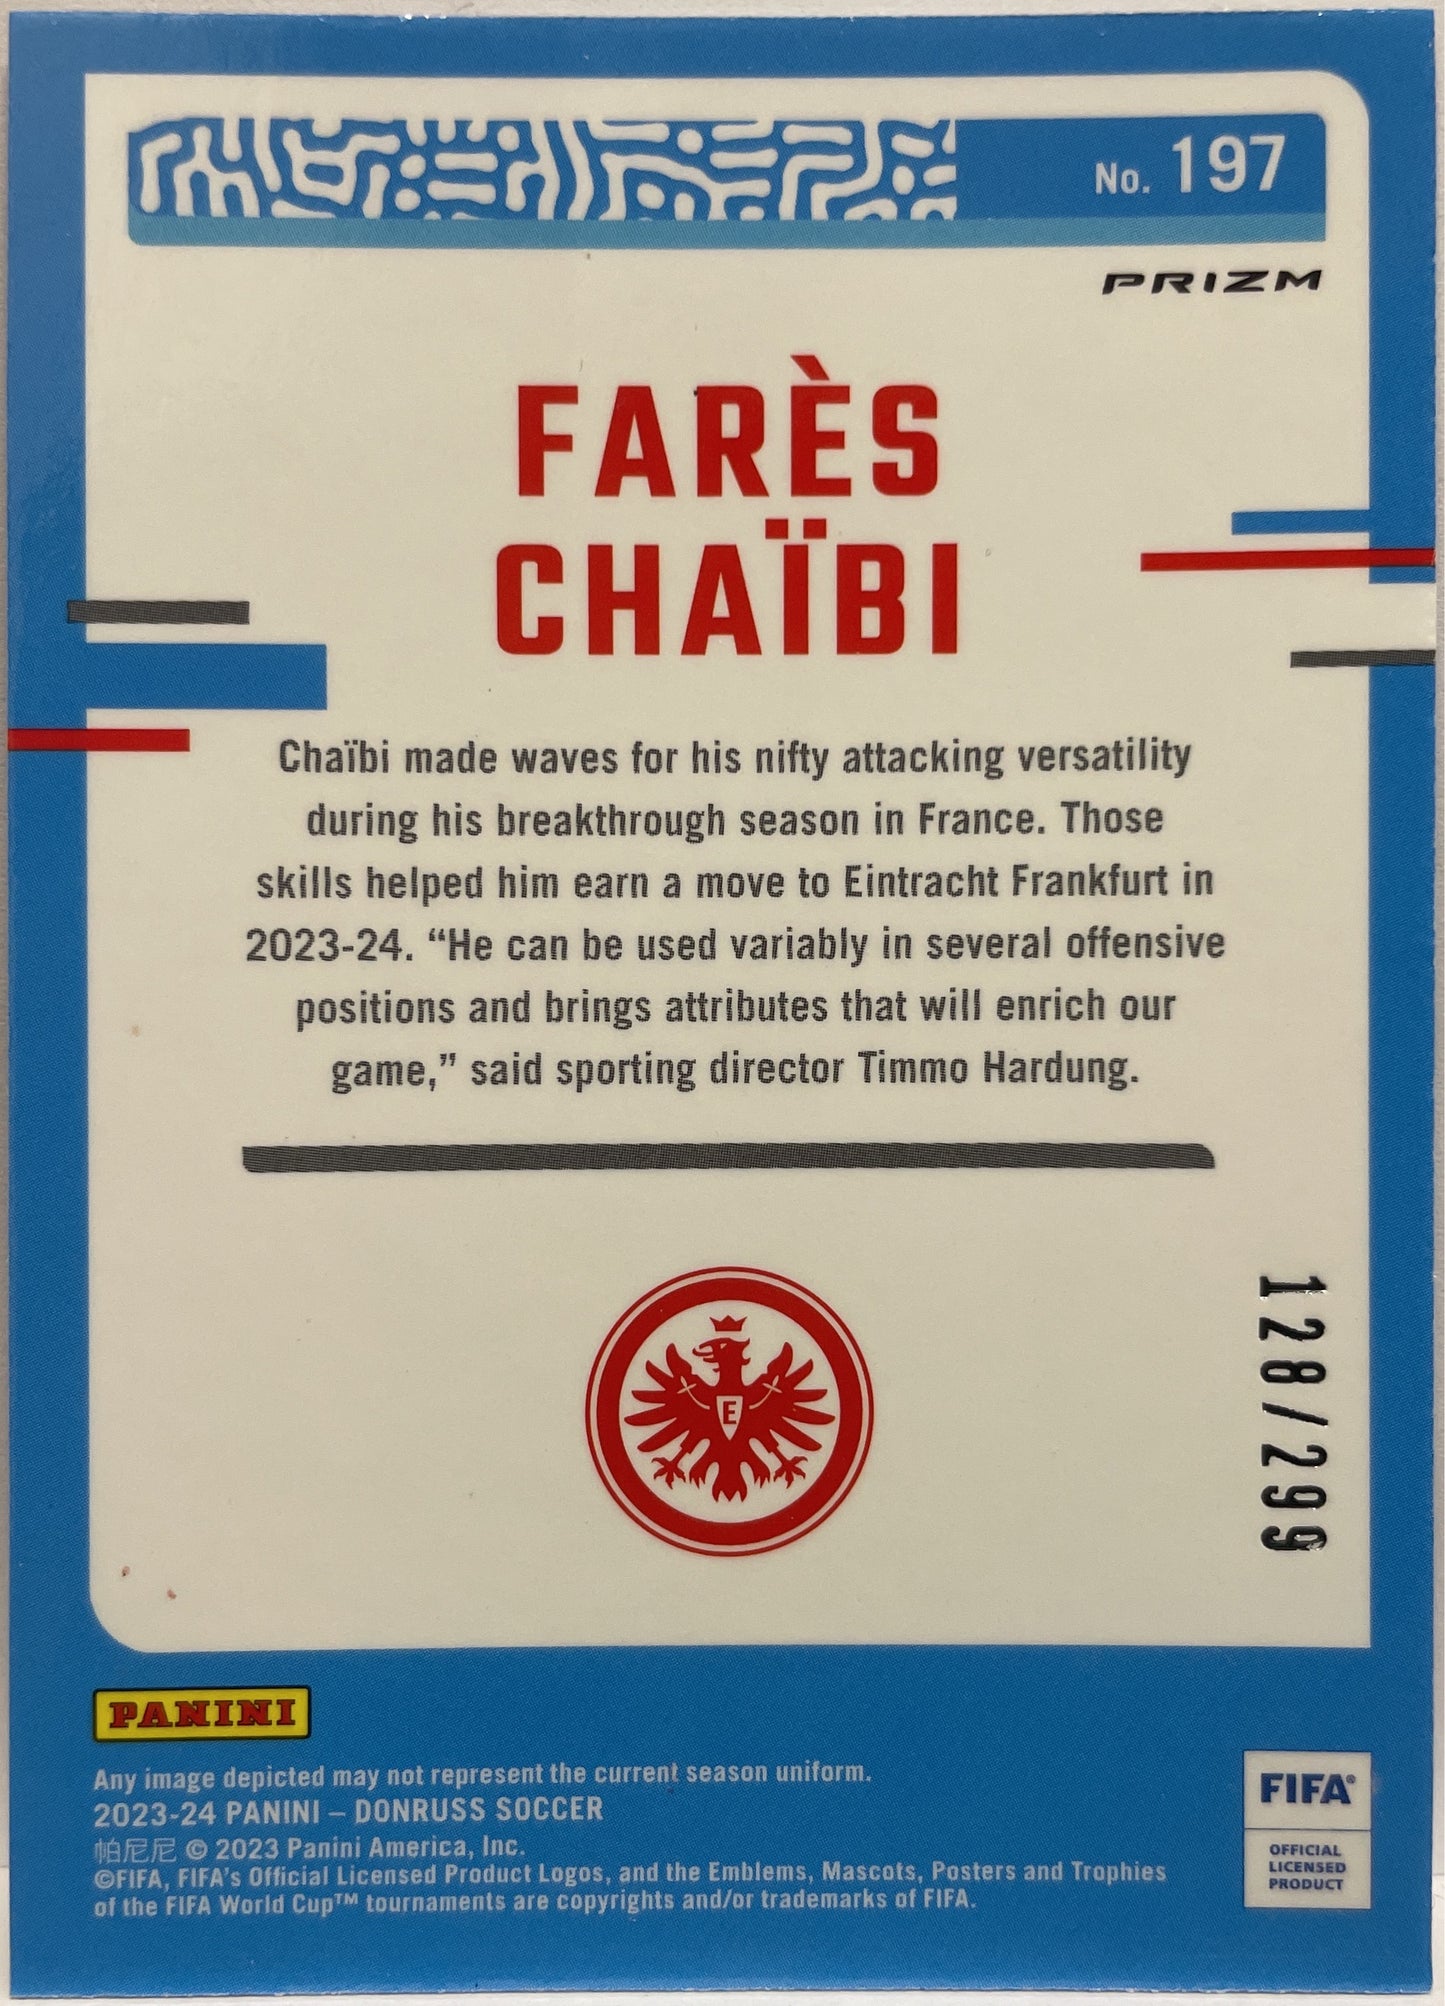 No. 197
PRIZM
FARÈS
CHAÏBI
Chaïbi made waves for his nifty attacking versatility
during his breakthrough season in France. Those
skills helped him earn a move to Eintracht Frankfurt in
2023-24. “He can be used variably in several offensive
positions and brings attributes that will enrich our
game,” said sporting director Timmo Hardung.
E
128/299
PANINI
Any image depicted may not represent the current season uniform.
2023-24 PANINI – DONRUSS SOCCER
帕尼尼 © 2023 Panini America, Inc.
©FIFA, FIFA’s Official Licensed Product Logos, and the Emblems, Mascots, Posters and Trophies
of the FIFA World Cup™ tournaments are copyrights and/or trademarks of FIFA.
FIFA®
OFFICIAL
LICENSED
PRODUCT